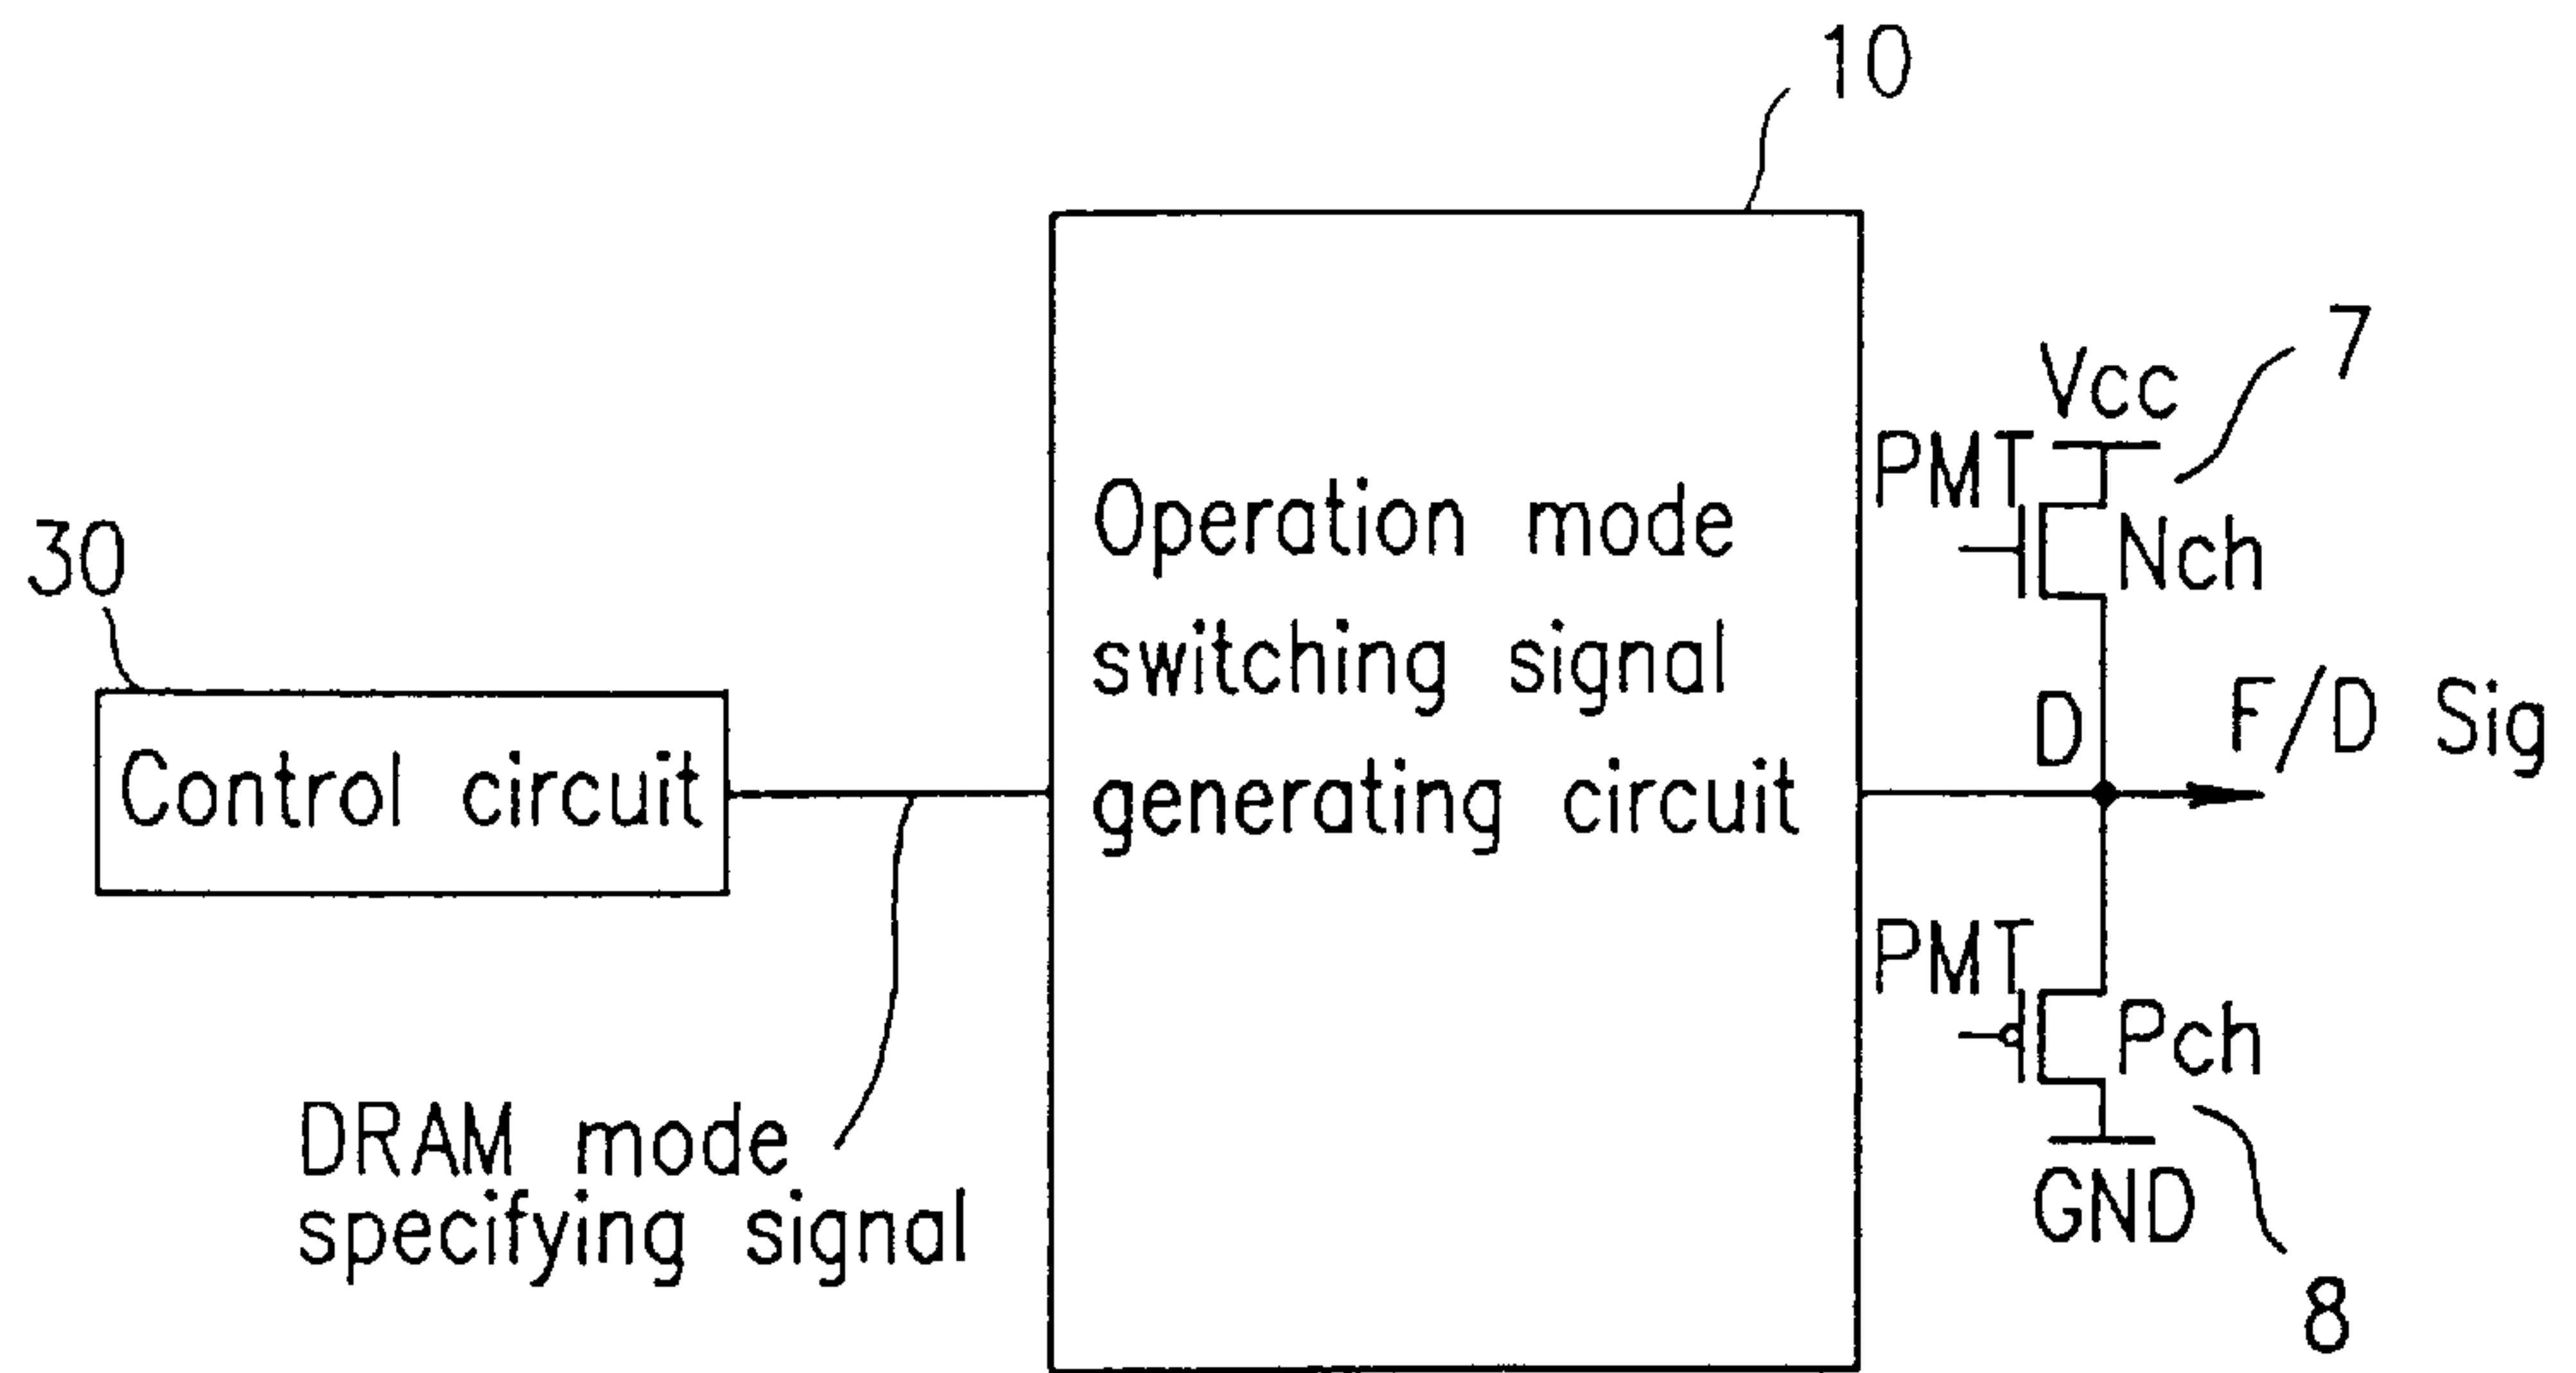 10
7
Vcc
PMT
Nch
30
Operation mode
switching signal
generating circuit
Control circuit
D
F/D Sig
PMT
Pch
DRAM mode
specifying signal
GND
8